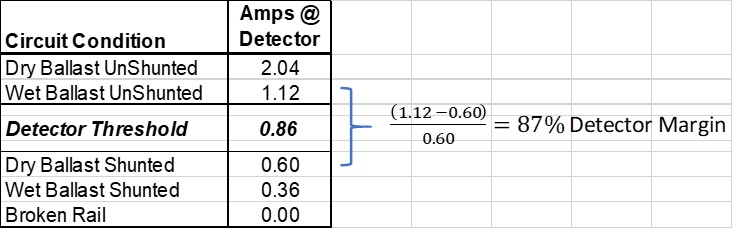 Circuit Condition Amps @ Detector
Dry Ballast UnShunted 2.04
Wet Ballast UnShunted 1.12
Detector Threshold 0.86
Dry Ballast Shunted 0.60
Wet Ballast Shunted 0.36
Broken Rail 0.00
(1.12 −0.60)
0.60
= 87% Detector Margin